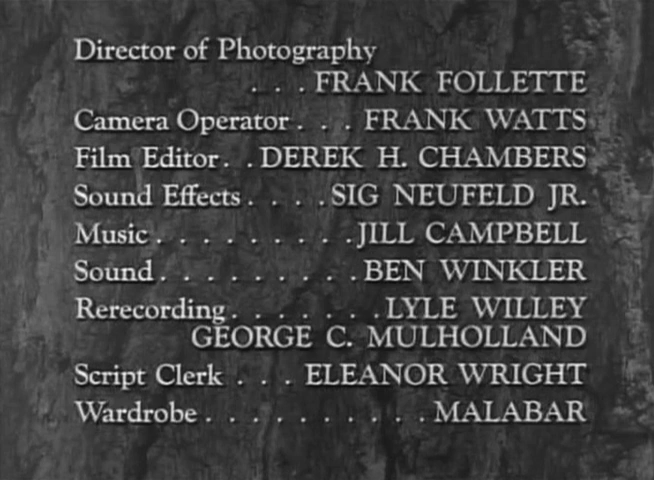 Director of Photography
. . . FRANK FOLLETTE
Camera Operator . . . FRANK WATTS
Film Editor . . DEREK H. CHAMBERS
Sound Effects . . . . SIG NEUFELD JR.
Music . . . . . . . . . JILL CAMPBELL
Sound . . . . . . . . . BEN WINKLER
Rerecording . . . . . . . LYLE WILLEY
GEORGE C. MULHOLLAND
Script Clerk . . . ELEANOR WRIGHT
Wardrobe . . . . . . . . . . MALABAR